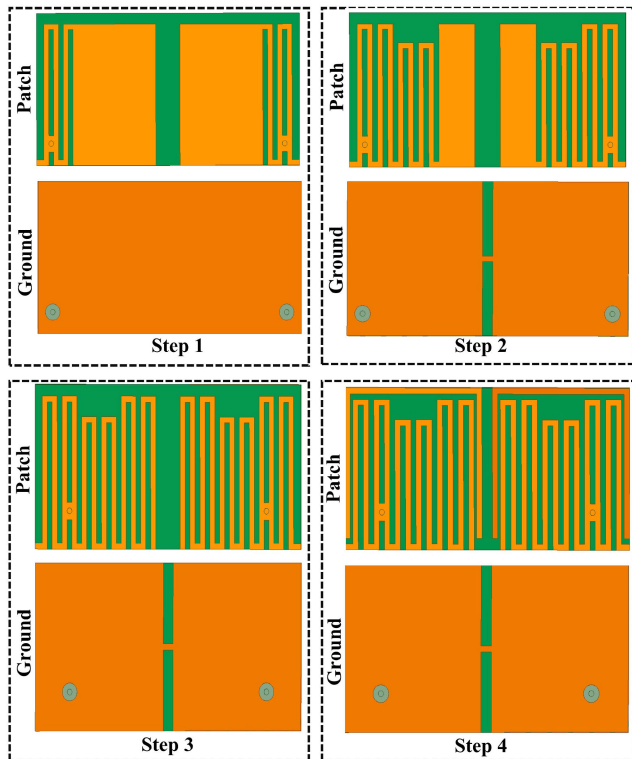 Patch
Ground
Step 1
Patch
Ground
Step 2
Patch
Ground
Step 3
Patch
Ground
Step 4